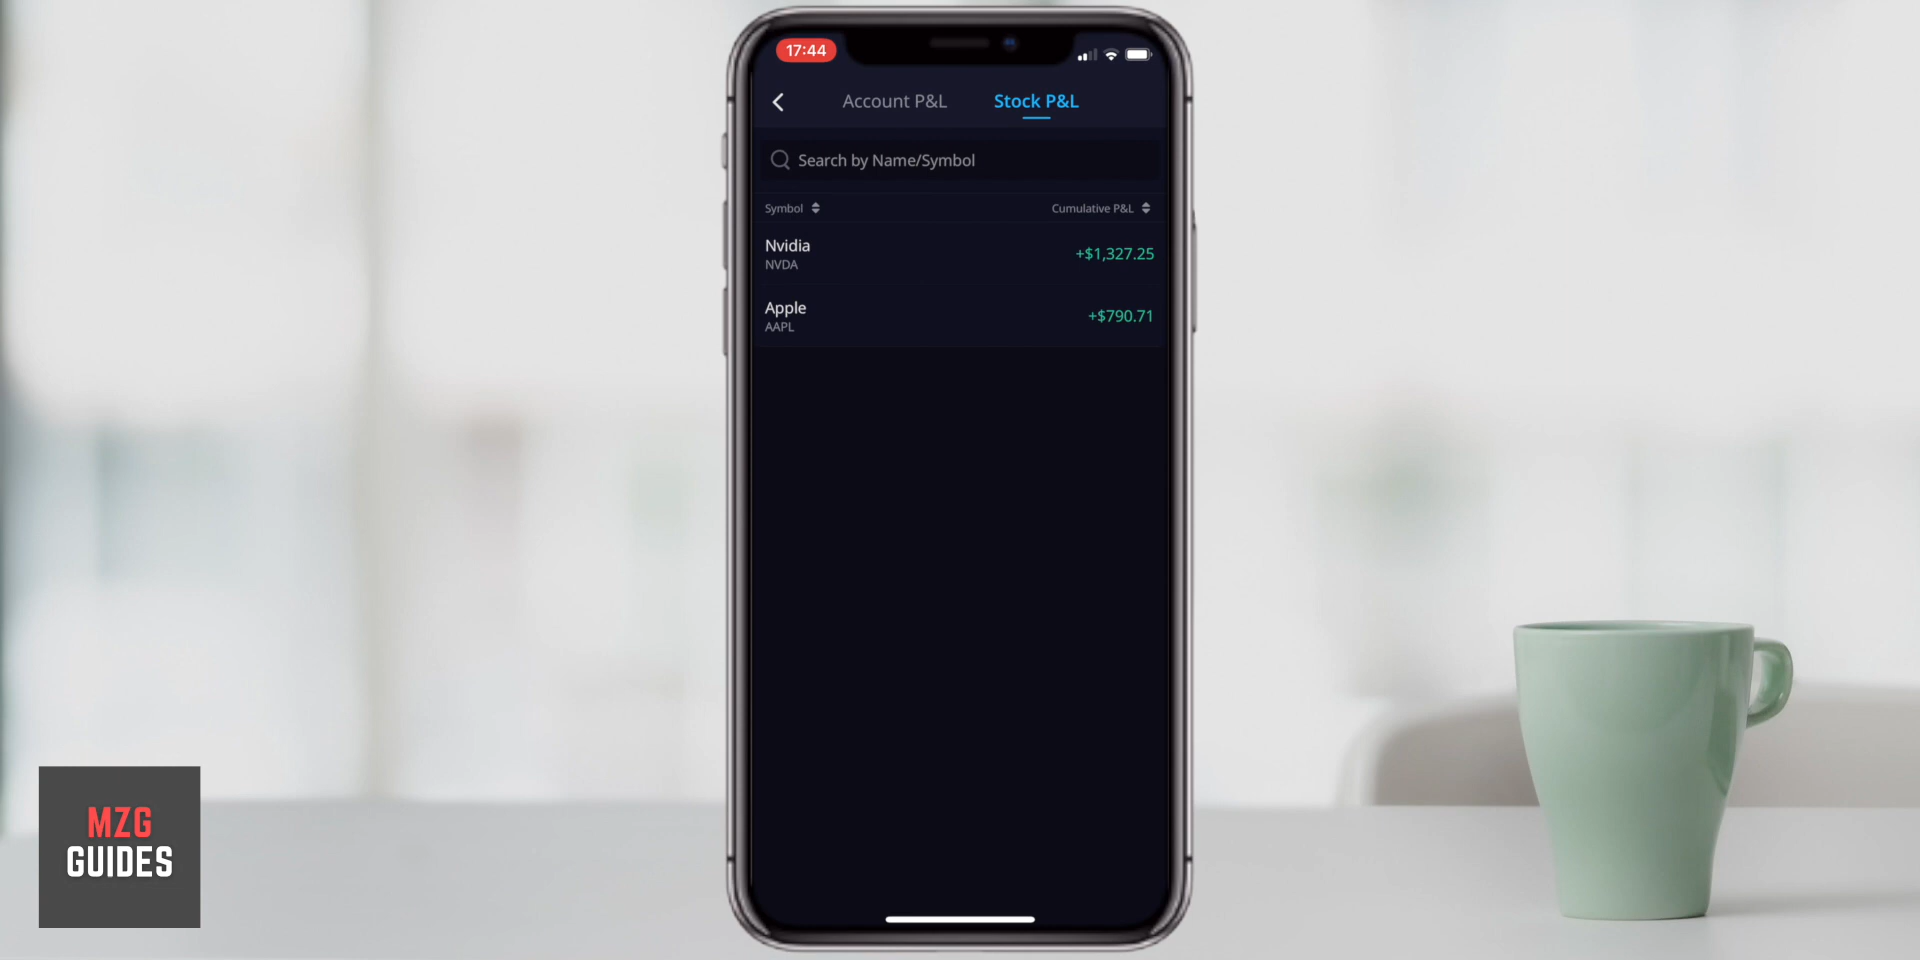 17:44
Account P&L
Stock P&L
Search by Name/Symbol
Symbol
Cumulative P&L
Nvidia
+$1,327.25
NVDA
Apple
+$790.71
AAPL
MZG
GUIDES